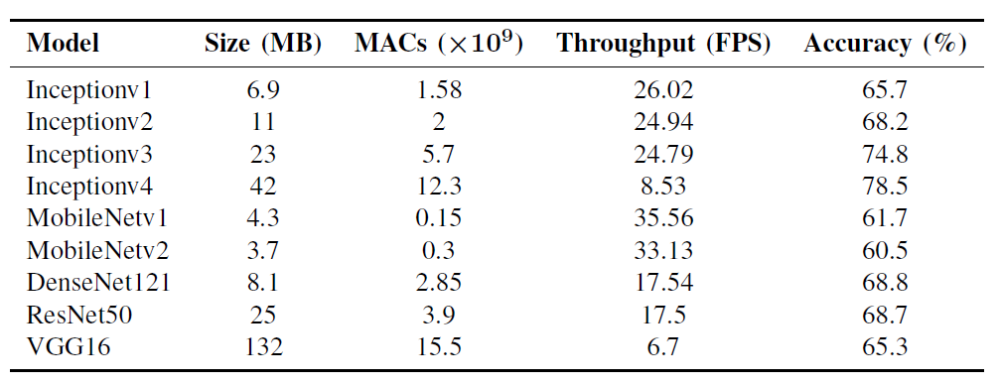 Model Size (MB) MACs (×10⁹) Throughput (FPS) Accuracy (%)
Inceptionv1 6.9 1.58 26.02 65.7
Inceptionv2 11 2 24.94 68.2
Inceptionv3 23 5.7 24.79 74.8
Inceptionv4 42 12.3 8.53 78.5
MobileNetv1 4.3 0.15 35.56 61.7
MobileNetv2 3.7 0.3 33.13 60.5
DenseNet121 8.1 2.85 17.54 68.8
ResNet50 25 3.9 17.5 68.7
VGG16 132 15.5 6.7 65.3